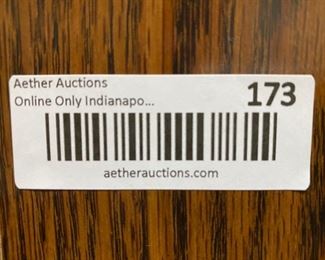 Aether Auctions
Online Only Indianapo...
173
aetherauctions.com